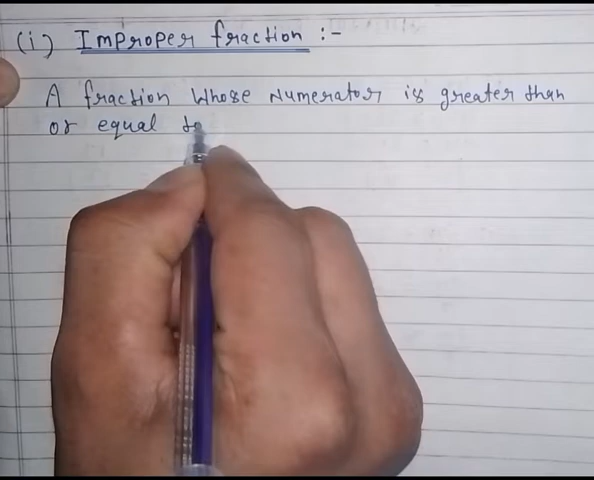 (i) Improper fraction :-
A fraction whose Numerator is greater than
or equal to